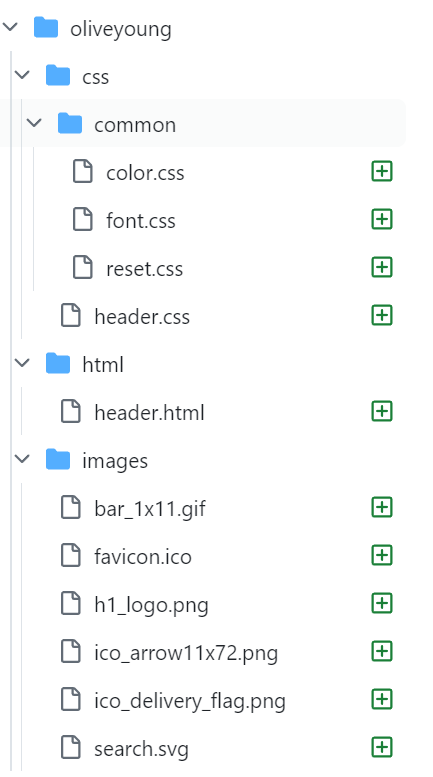 oliveyoung
css
common
color.css
font.css
reset.css
header.css
html
header.html
images
bar_1x11.gif
favicon.ico
h1_logo.png
ico_arrow11x72.png
ico_delivery_flag.png
search.svg